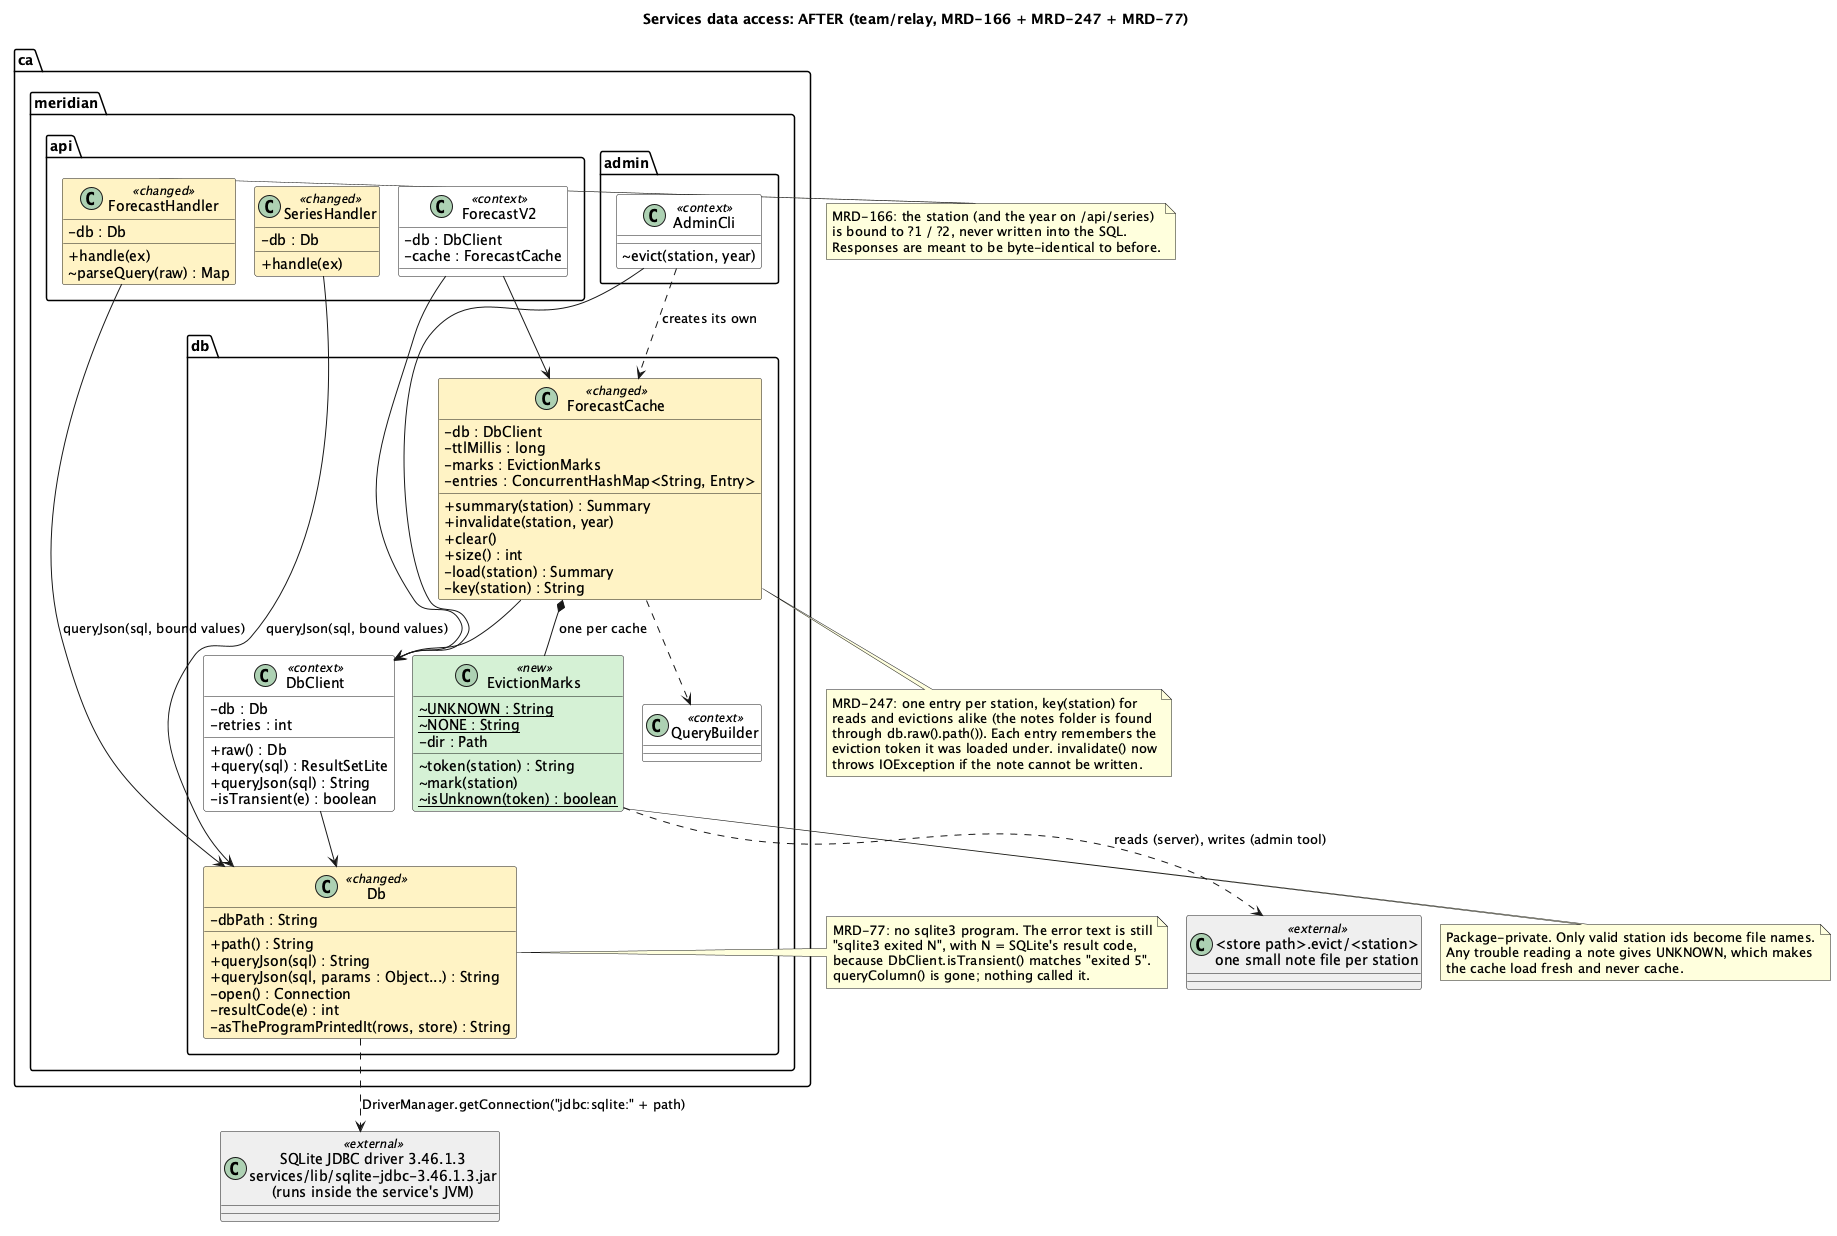 Services data access: AFTER (team/relay, MRD-166 + MRD-247 + MRD-77)
ca
meridian
api
admin
«changed»
ForecastHandler
-db : Db
+handle(ex)
~parseQuery(raw) : Map
«changed»
SeriesHandler
-db : Db
+handle(ex)
«context»
ForecastV2
-db : DbClient
-cache : ForecastCache
«context»
AdminCli
~evict(station, year)
MRD-166: the station (and the year on /api/series)
is bound to ?1 / ?2, never written into the SQL.
Responses are meant to be byte-identical to before.
creates its own
db
«changed»
ForecastCache
-db : DbClient
-ttlMillis : long
-marks : EvictionMarks
-entries : ConcurrentHashMap<String, Entry>
+summary(station) : Summary
+invalidate(station, year)
+clear()
+size() : int
-load(station) : Summary
-key(station) : String
queryJson(sql, bound values)
queryJson(sql, bound values)
one per cache
«context»
DbClient
-db : Db
-retries : int
+raw() : Db
+query(sql) : ResultSetLite
+queryJson(sql) : String
-isTransient(e) : boolean
«new»
EvictionMarks
~UNKNOWN : String
~NONE : String
-dir : Path
~token(station) : String
~mark(station)
~isUnknown(token) : boolean
«context»
QueryBuilder
MRD-247: one entry per station, key(station) for
reads and evictions alike (the notes folder is found
through db.raw().path()). Each entry remembers the
eviction token it was loaded under. invalidate() now
throws IOException if the note cannot be written.
reads (server), writes (admin tool)
«changed»
Db
-dbPath : String
+path() : String
+queryJson(sql) : String
+queryJson(sql, params : Object...) : String
-open() : Connection
-resultCode(e) : int
-asTheProgramPrintedIt(rows, store) : String
MRD-77: no sqlite3 program. The error text is still
"sqlite3 exited N", with N = SQLite's result code,
because DbClient.isTransient() matches "exited 5".
queryColumn() is gone; nothing called it.
«external»
<store path>.evict/<station>
one small note file per station
Package-private. Only valid station ids become file names.
Any trouble reading a note gives UNKNOWN, which makes
the cache load fresh and never cache.
DriverManager.getConnection("jdbc:sqlite:" + path)
«external»
SQLite JDBC driver 3.46.1.3
services/lib/sqlite-jdbc-3.46.1.3.jar
(runs inside the service's JVM)